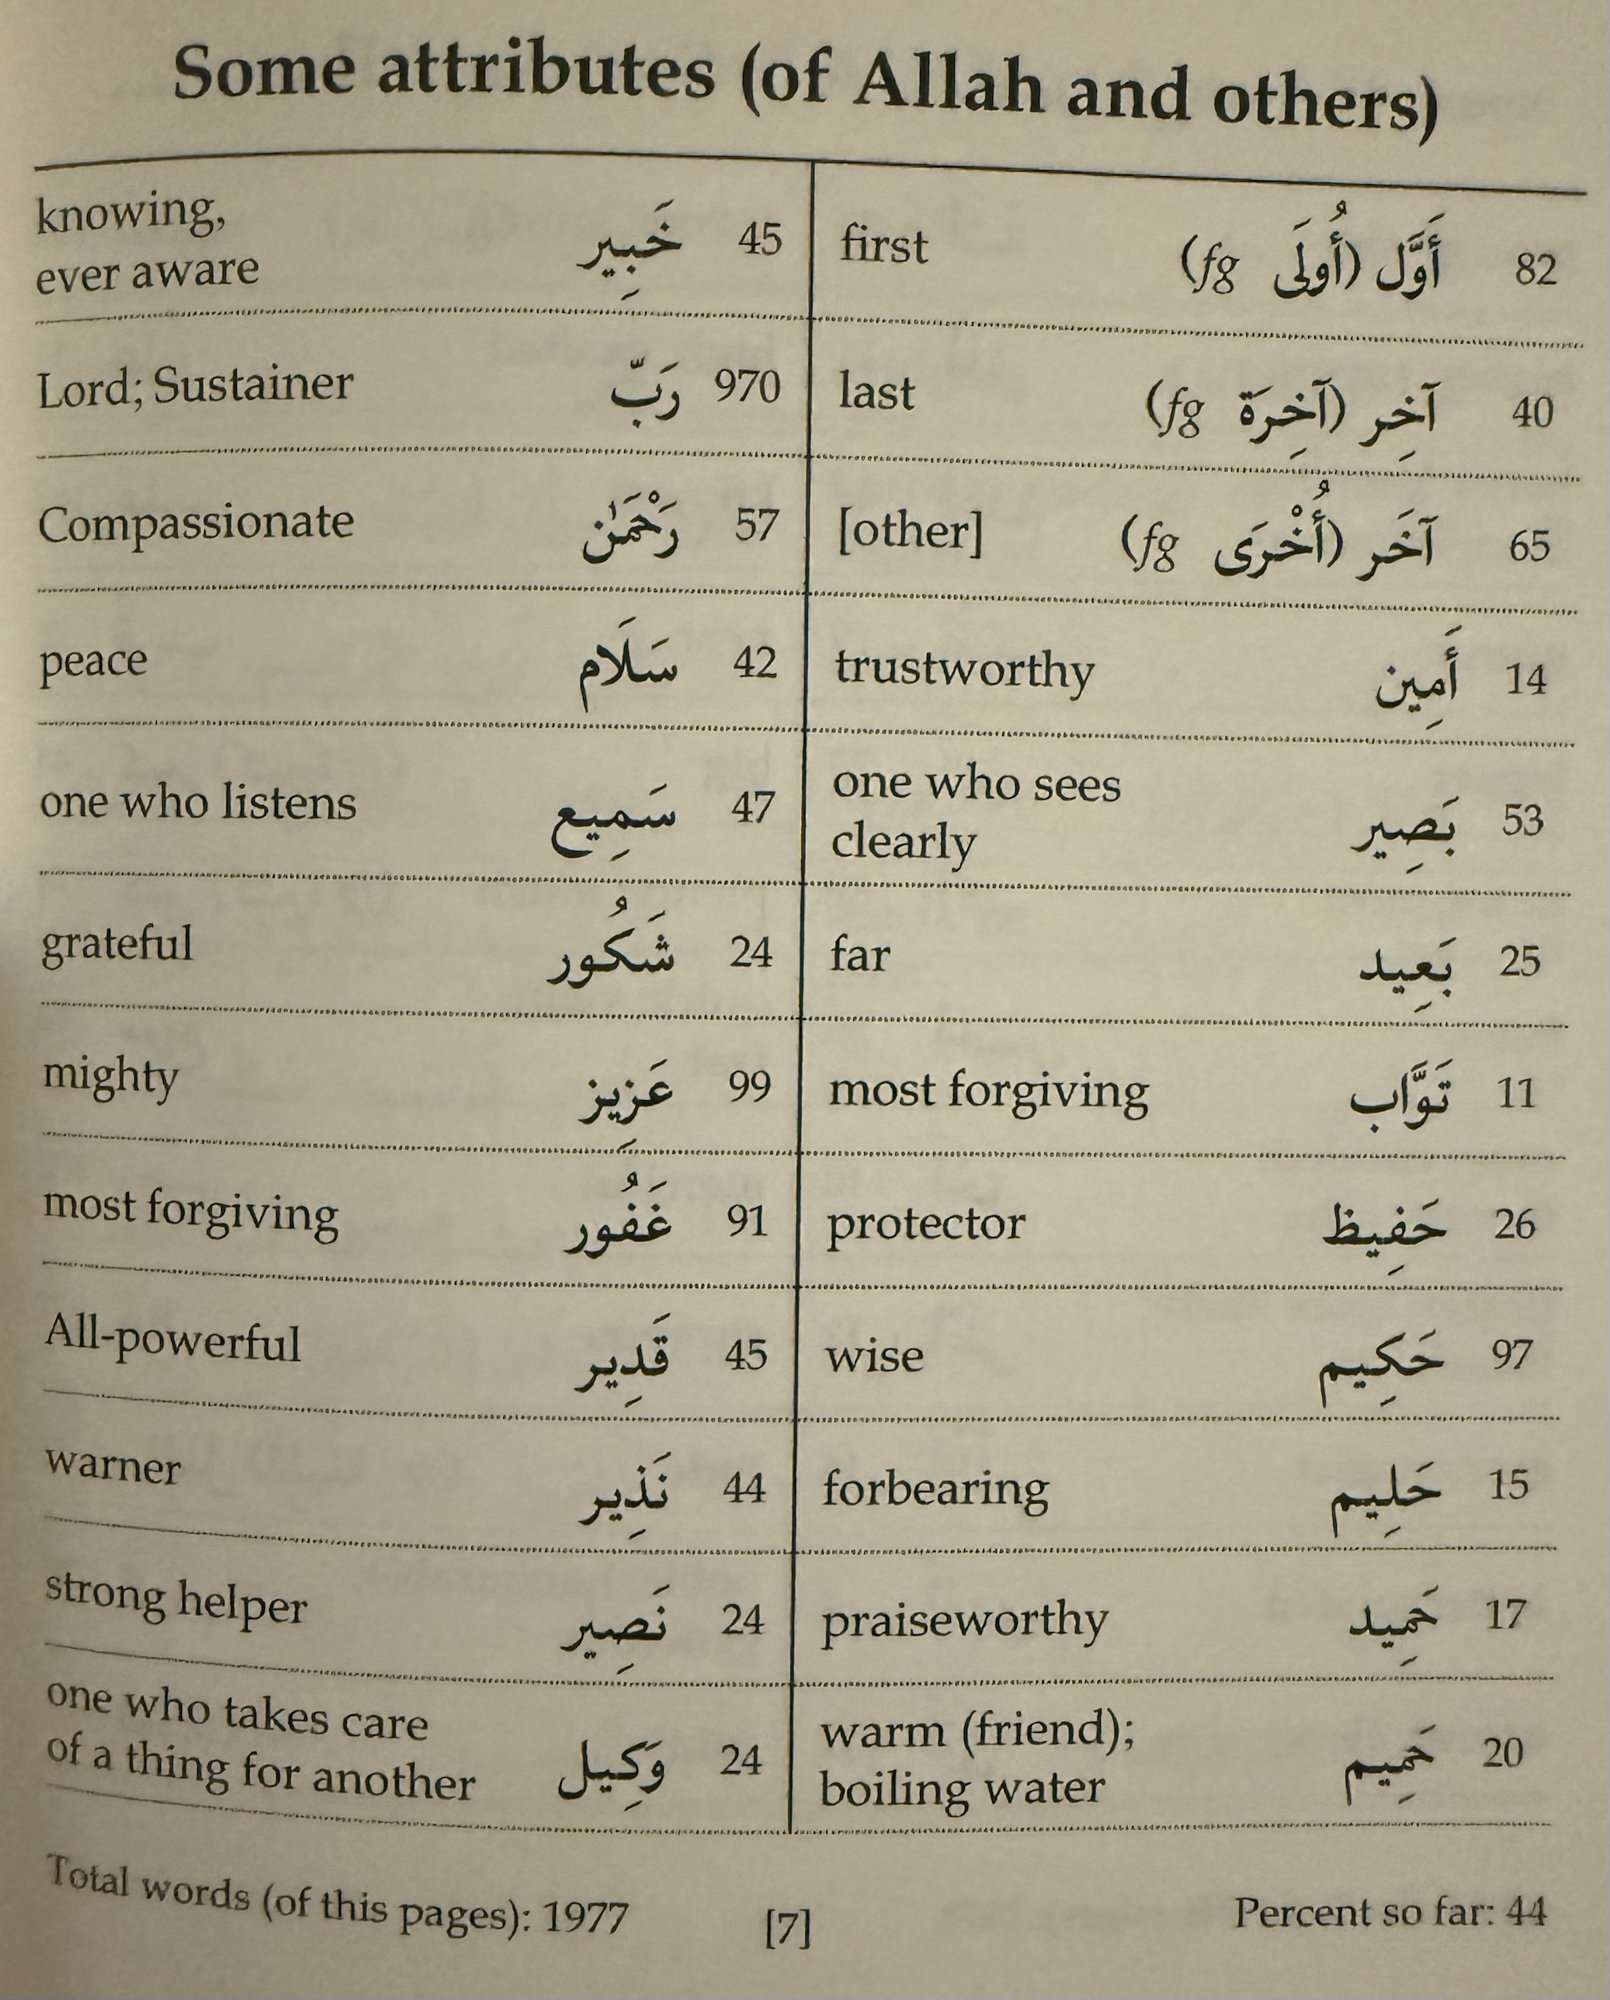 Some attributes (of Allah and others)
knowing,
ever aware خَبِير 45
Lord; Sustainer رَبّ 970
Compassionate رَحْمَٰن 57
peace سَلَام 42
one who listens سَمِيع 47
grateful شَكُور 24
mighty عَزِيز 99
most forgiving غَفُور 91
All-powerful قَدِير 45
warner نَذِير 44
strong helper نَصِير 24
one who takes care
of a thing for another وَكِيل 24
first أَوَّل (أُولَى fg) 82
last آخِر (آخِرَة fg) 40
[other] آخَر (أُخْرَى fg) 65
trustworthy أَمِين 14
one who sees
clearly بَصِير 53
far بَعِيد 25
most forgiving تَوَّاب 11
protector حَفِيظ 26
wise حَكِيم 97
forbearing حَلِيم 15
praiseworthy حَمِيد 17
warm (friend);
boiling water حَمِيم 20
Total words (of this pages): 1977 [7] Percent so far: 44